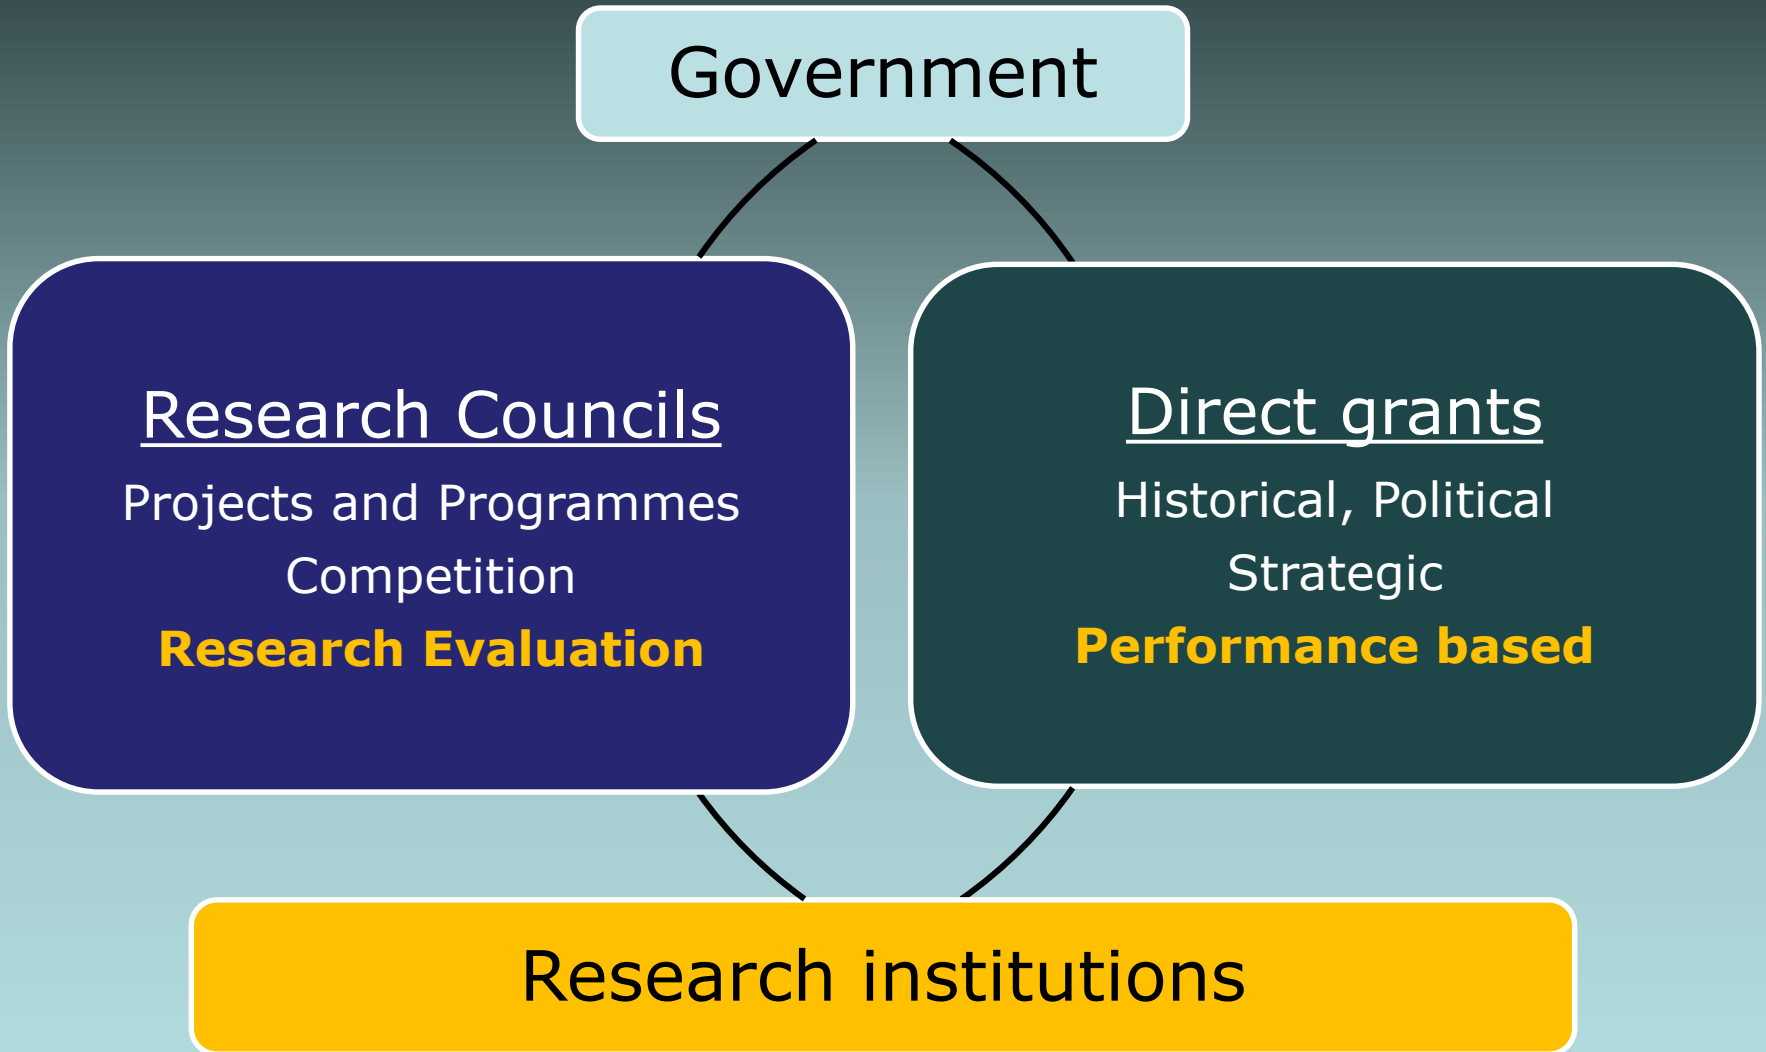 Government
Research Councils
Projects and Programmes
Competition
Research Evaluation
Direct grants
Historical, Political
Strategic
Performance based
Research institutions